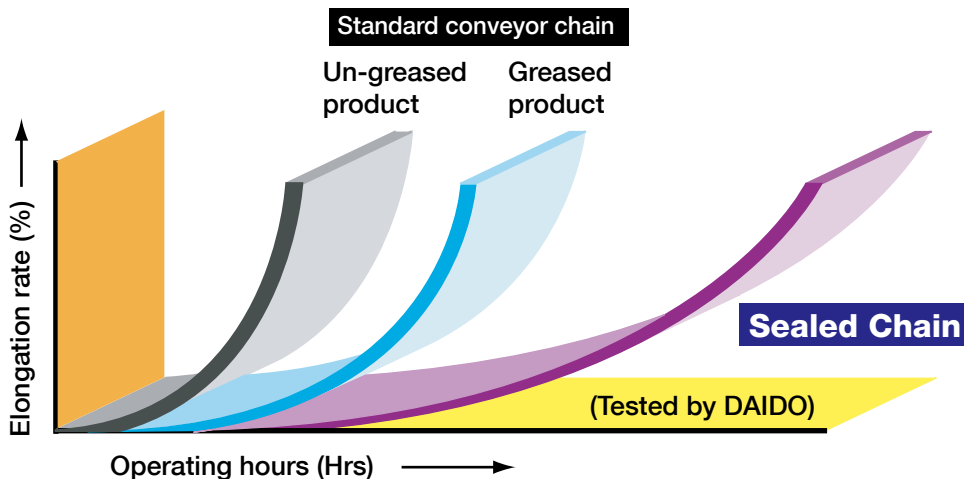 Standard conveyor chain
Un-greased
product
Greased
product
Elongation rate (%)
Sealed Chain
(Tested by DAIDO)
Operating hours (Hrs)